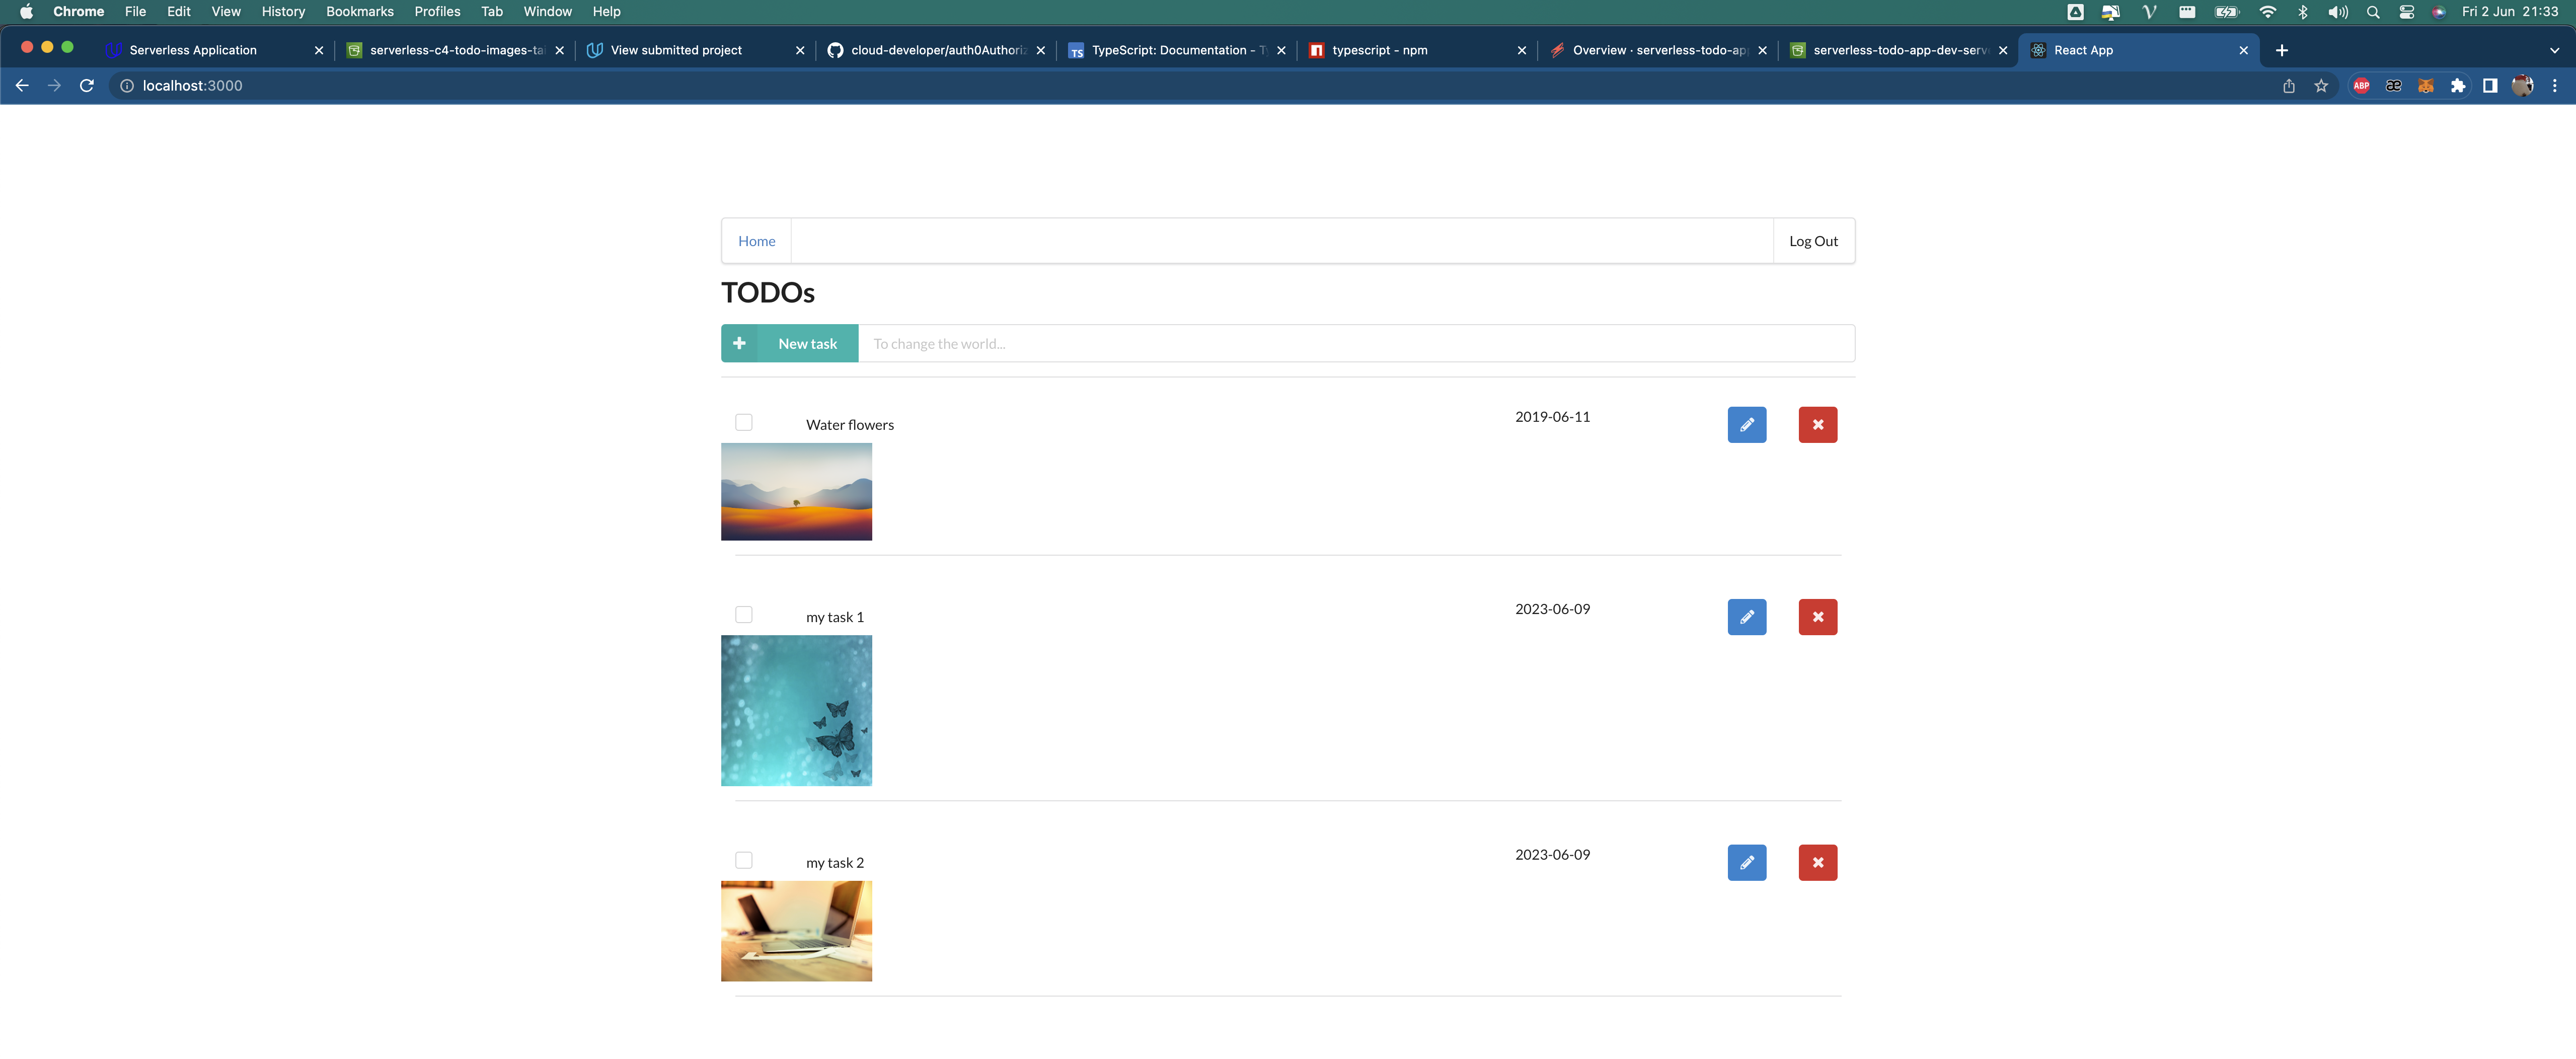 Chrome File Edit View History Bookmarks Profiles Tab Window Help Fri 2 Jun 21:33
Serverless Application serverless-c4-todo-images-ta View submitted project cloud-developer/auth0Authoriz TypeScript: Documentation - Ty typescript - npm Overview · serverless-todo-ap serverless-todo-app-dev-serv React App
localhost:3000 ABP æ
Home Log Out
TODOs
New task To change the world...
Water flowers 2019-06-11
my task 1 2023-06-09
my task 2 2023-06-09